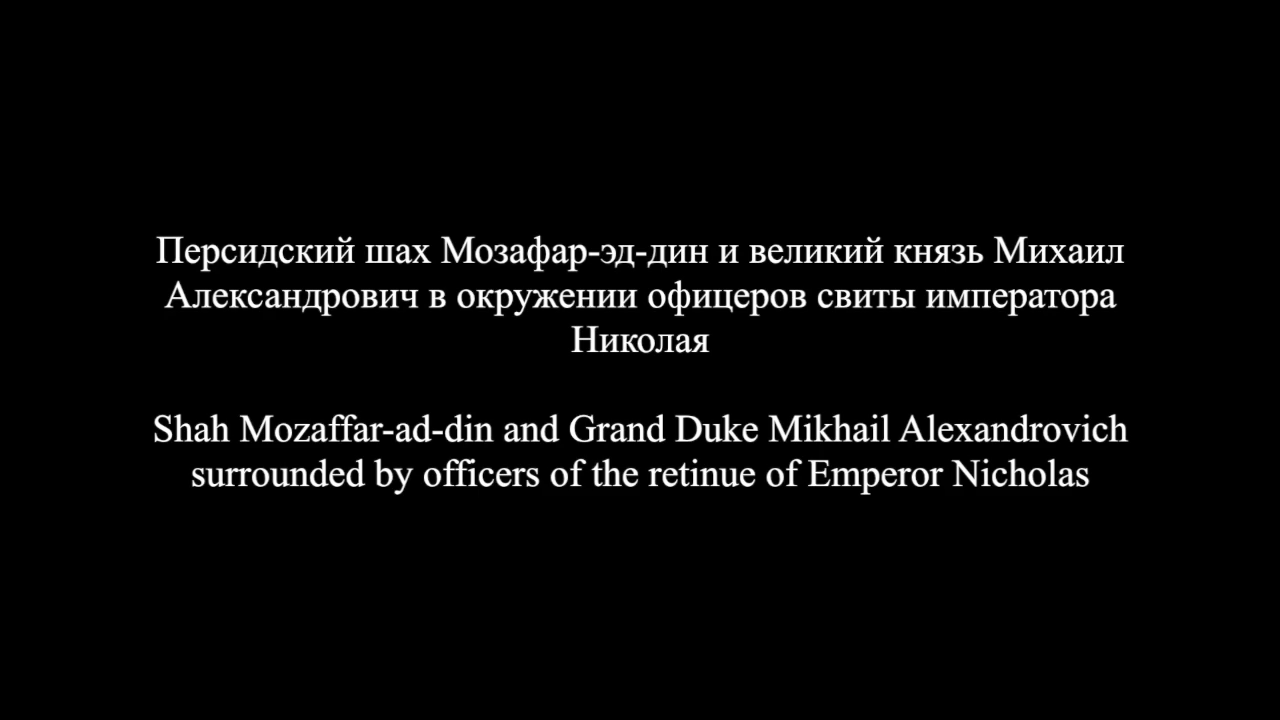 Персидский шах Мозафар-эд-дин и великий князь Михаил
Александрович в окружении офицеров свиты императора
Николая
Shah Mozaffar-ad-din and Grand Duke Mikhail Alexandrovich
surrounded by officers of the retinue of Emperor Nicholas